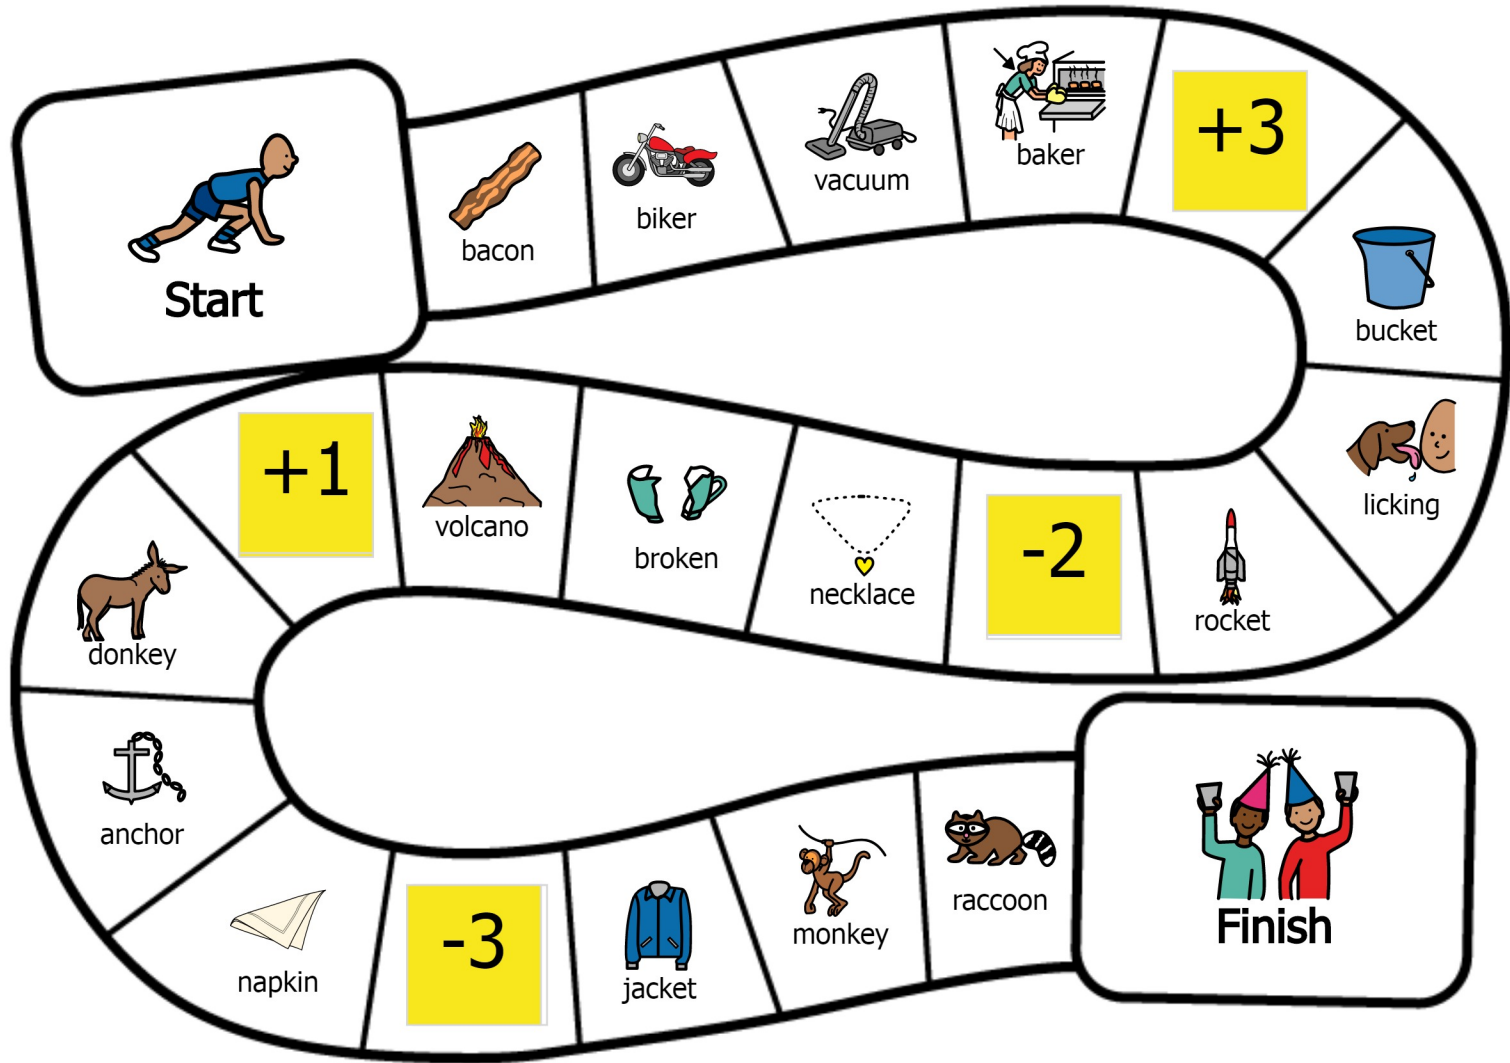 Start
bacon
biker
vacuum
baker
+3
bucket
licking
rocket
-2
necklace
broken
volcano
+1
donkey
anchor
napkin
-3
jacket
monkey
raccoon
Finish